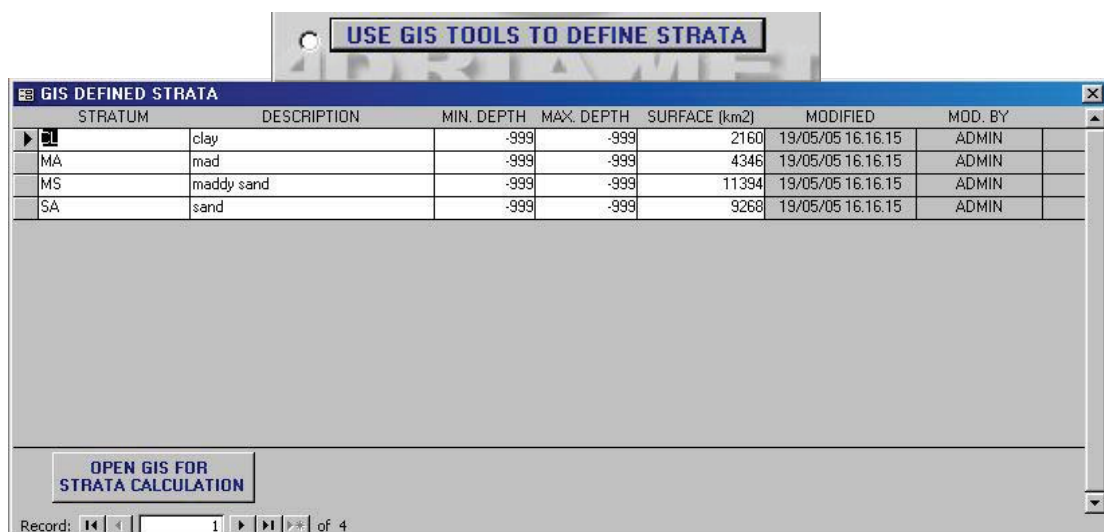 USE GIS TOOLS TO DEFINE STRATA
GIS DEFINED STRATA
STRATUM DESCRIPTION MIN. DEPTH MAX. DEPTH SURFACE (km2) MODIFIED MOD. BY
CL clay -999 -999 2160 19/05/05 16.16.15 ADMIN
MA mad -999 -999 4346 19/05/05 16.16.15 ADMIN
MS maddy sand -999 -999 11394 19/05/05 16.16.15 ADMIN
SA sand -999 -999 9268 19/05/05 16.16.15 ADMIN
OPEN GIS FOR
STRATA CALCULATION
Record: 1 of 4